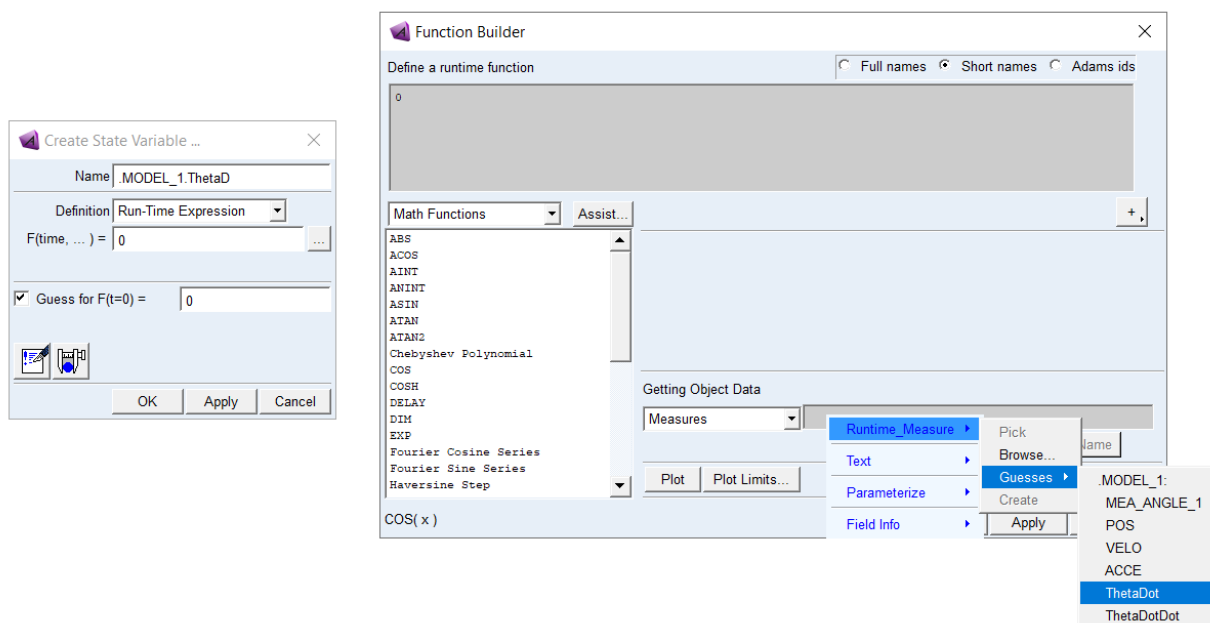 Create State Variable ...
Name .MODEL_1.ThetaD
Definition Run-Time Expression
F(time, ... ) = 0 ...
Guess for F(t=0) = 0
OK Apply Cancel
Function Builder
Define a runtime function Full names Short names Adams ids
0
Math Functions Assist... +
ABS
ACOS
AINT
ANINT
ASIN
ATAN
ATAN2
Chebyshev Polynomial
COS
COSH
DELAY
DIM
EXP
Fourier Cosine Series
Fourier Sine Series
Haversine Step
COS( x )
Getting Object Data
Measures
Name
Plot Plot Limits...
Apply
Runtime_Measure
Text
Parameterize
Field Info
Pick
Browse...
Guesses
Create
.MODEL_1:
MEA_ANGLE_1
POS
VELO
ACCE
ThetaDot
ThetaDotDot